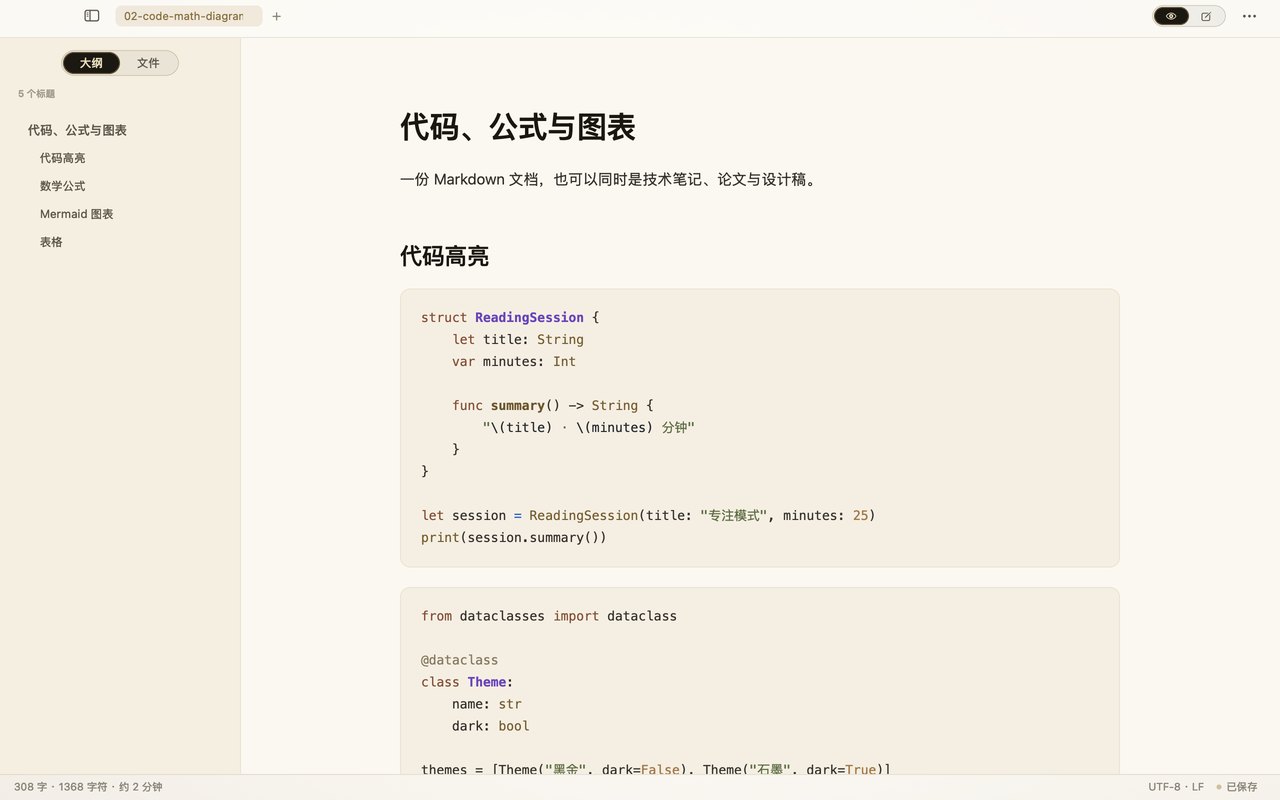 02-code-math-diagran
大纲
文件
5 个标题
代码、公式与图表
代码高亮
数学公式
Mermaid 图表
表格
代码、公式与图表
一份 Markdown 文档，也可以同时是技术笔记、论文与设计稿。
代码高亮
struct ReadingSession {
    let title: String
    var minutes: Int
    func summary() -> String {
        "\(title) · \(minutes) 分钟"
    }
}
let session = ReadingSession(title: "专注模式", minutes: 25)
print(session.summary())
from dataclasses import dataclass
@dataclass
class Theme:
    name: str
    dark: bool
themes = [Theme("黑金", dark=False), Theme("石墨", dark=True)]
308 字 · 1368 字符 · 约 2 分钟
UTF-8 · LF
已保存